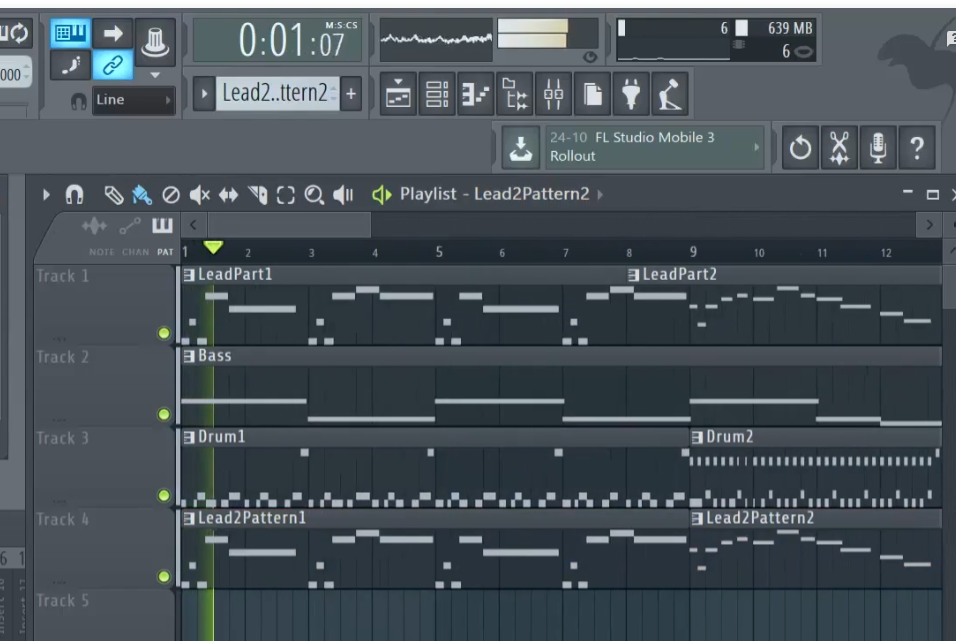 000
0:01:07
M:S:CS
6
639 MB
6
Line
Lead2..ttern2
+
24-10 FL Studio Mobile 3
Rollout
?
Playlist - Lead2Pattern2
NOTE CHAN PAT
1 2 3 4 5 6 7 8 9 10 11 12
Track 1
LeadPart1
LeadPart2
Track 2
Bass
Track 3
Drum1
Drum2
Track 4
Lead2Pattern1
Lead2Pattern2
6 1
Track 5